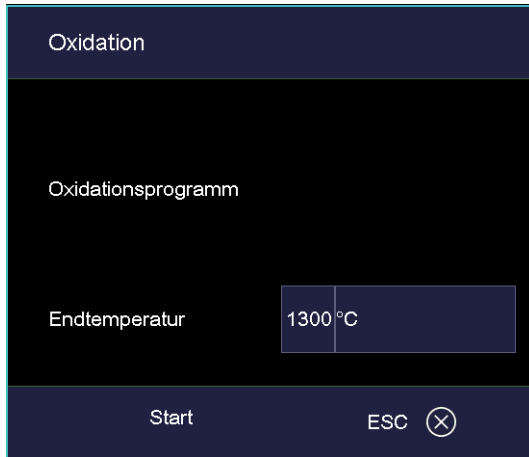 Oxidation
Oxidationsprogramm
Endtemperatur 1300 °C
Start ESC